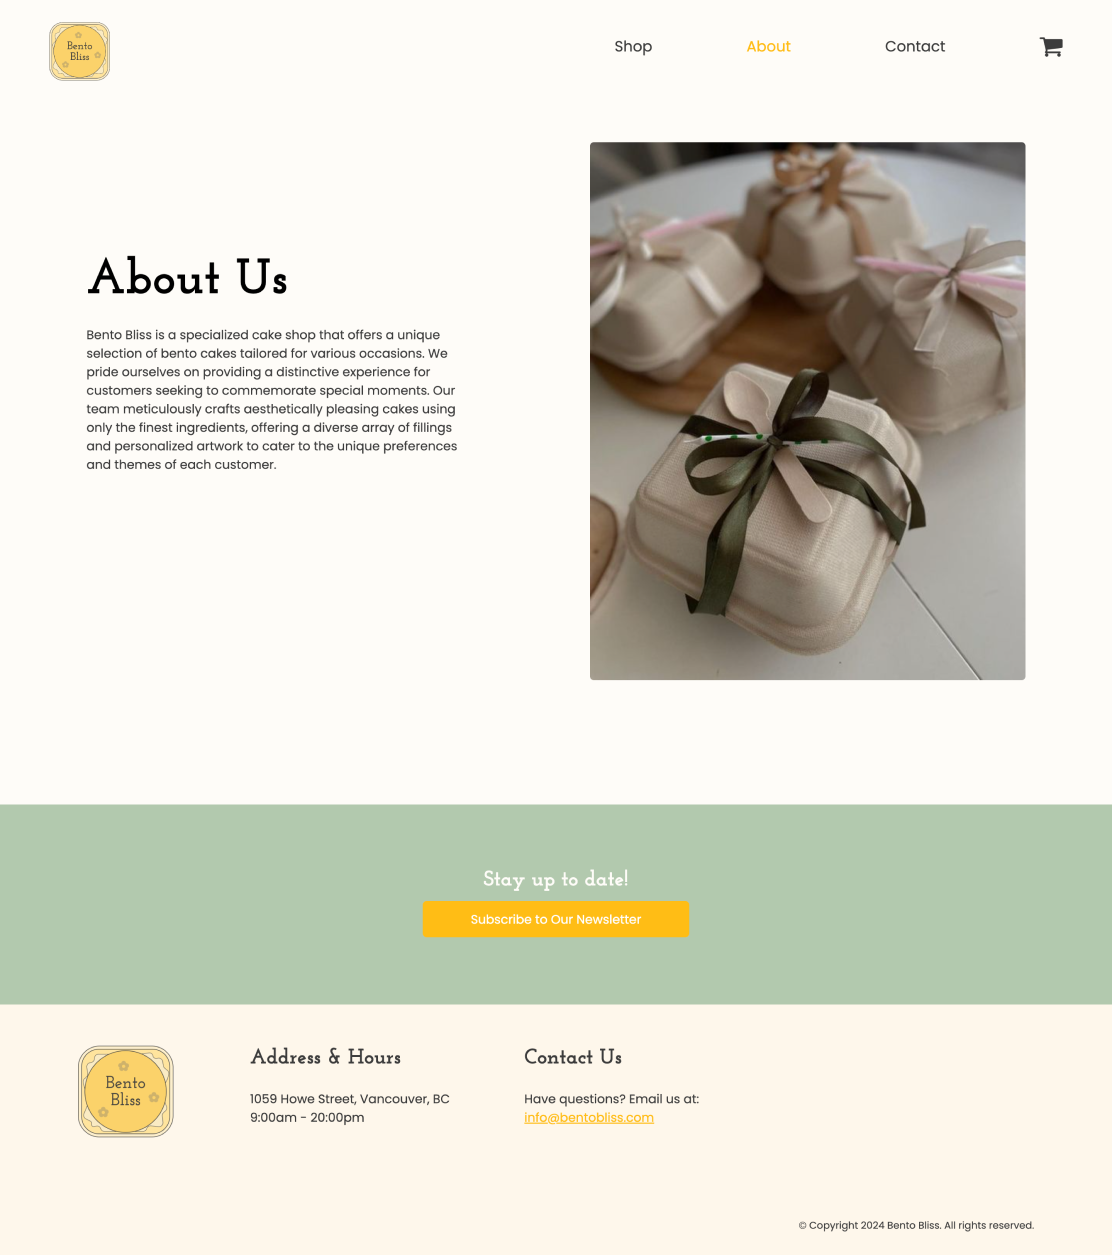 Bento
Bliss
Shop
About
Contact
About Us
Bento Bliss is a specialized cake shop that offers a unique
selection of bento cakes tailored for various occasions. We
pride ourselves on providing a distinctive experience for
customers seeking to commemorate special moments. Our
team meticulously crafts aesthetically pleasing cakes using
only the finest ingredients, offering a diverse array of fillings
and personalized artwork to cater to the unique preferences
and themes of each customer.
Stay up to date!
Subscribe to Our Newsletter
Bento
Bliss
Address & Hours
1059 Howe Street, Vancouver, BC
9:00am - 20:00pm
Contact Us
Have questions? Email us at:
info@bentobliss.com
© Copyright 2024 Bento Bliss. All rights reserved.